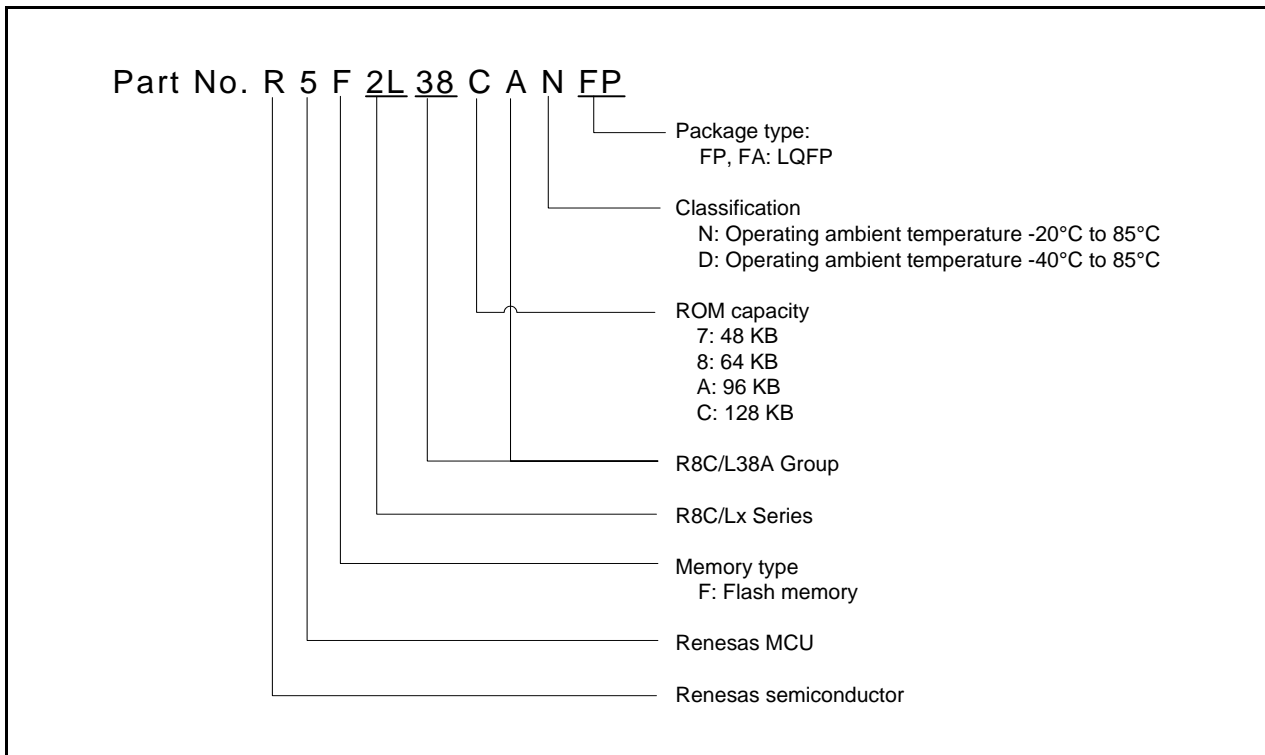 Part No. R 5 F 2L 38 C A N FP
Package type:
FP, FA: LQFP
Classification
N: Operating ambient temperature -20°C to 85°C
D: Operating ambient temperature -40°C to 85°C
ROM capacity
7: 48 KB
8: 64 KB
A: 96 KB
C: 128 KB
R8C/L38A Group
R8C/Lx Series
Memory type
F: Flash memory
Renesas MCU
Renesas semiconductor